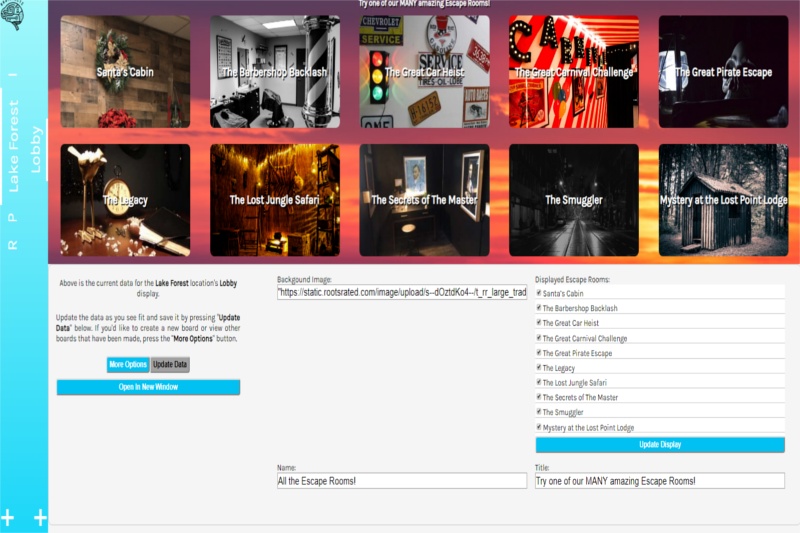 Try one of our MANY amazing Escape Rooms!
Santa's Cabin
The Barbershop Backlash
The Great Car Heist
The Great Carnival Challenge
The Great Pirate Escape
The Legacy
The Lost Jungle Safari
The Secrets of The Master
The Smuggler
Mystery at the Lost Point Lodge
CHEVROLET
SERVICE
SERVICE
ONE
R P Lake Forest I
Lobby
Above is the current data for the Lake Forest location's Lobby
display.
Update the data as you see fit and save it by pressing "Update
Data" below. If you'd like to create a new board or view other
boards that have been made, press the "More Options" button.
More Options
Update Data
Open In New Window
Backgound Image:
"https://static.rootsrated.com/image/upload/s--dOztdKo4--/t_rr_large_trad
Displayed Escape Rooms:
Santa's Cabin
The Barbershop Backlash
The Great Car Heist
The Great Carnival Challenge
The Great Pirate Escape
The Legacy
The Lost Jungle Safari
The Secrets of The Master
The Smuggler
Mystery at the Lost Point Lodge
Update Display
Name:
All the Escape Rooms!
Title:
Try one of our MANY amazing Escape Rooms!
+ +